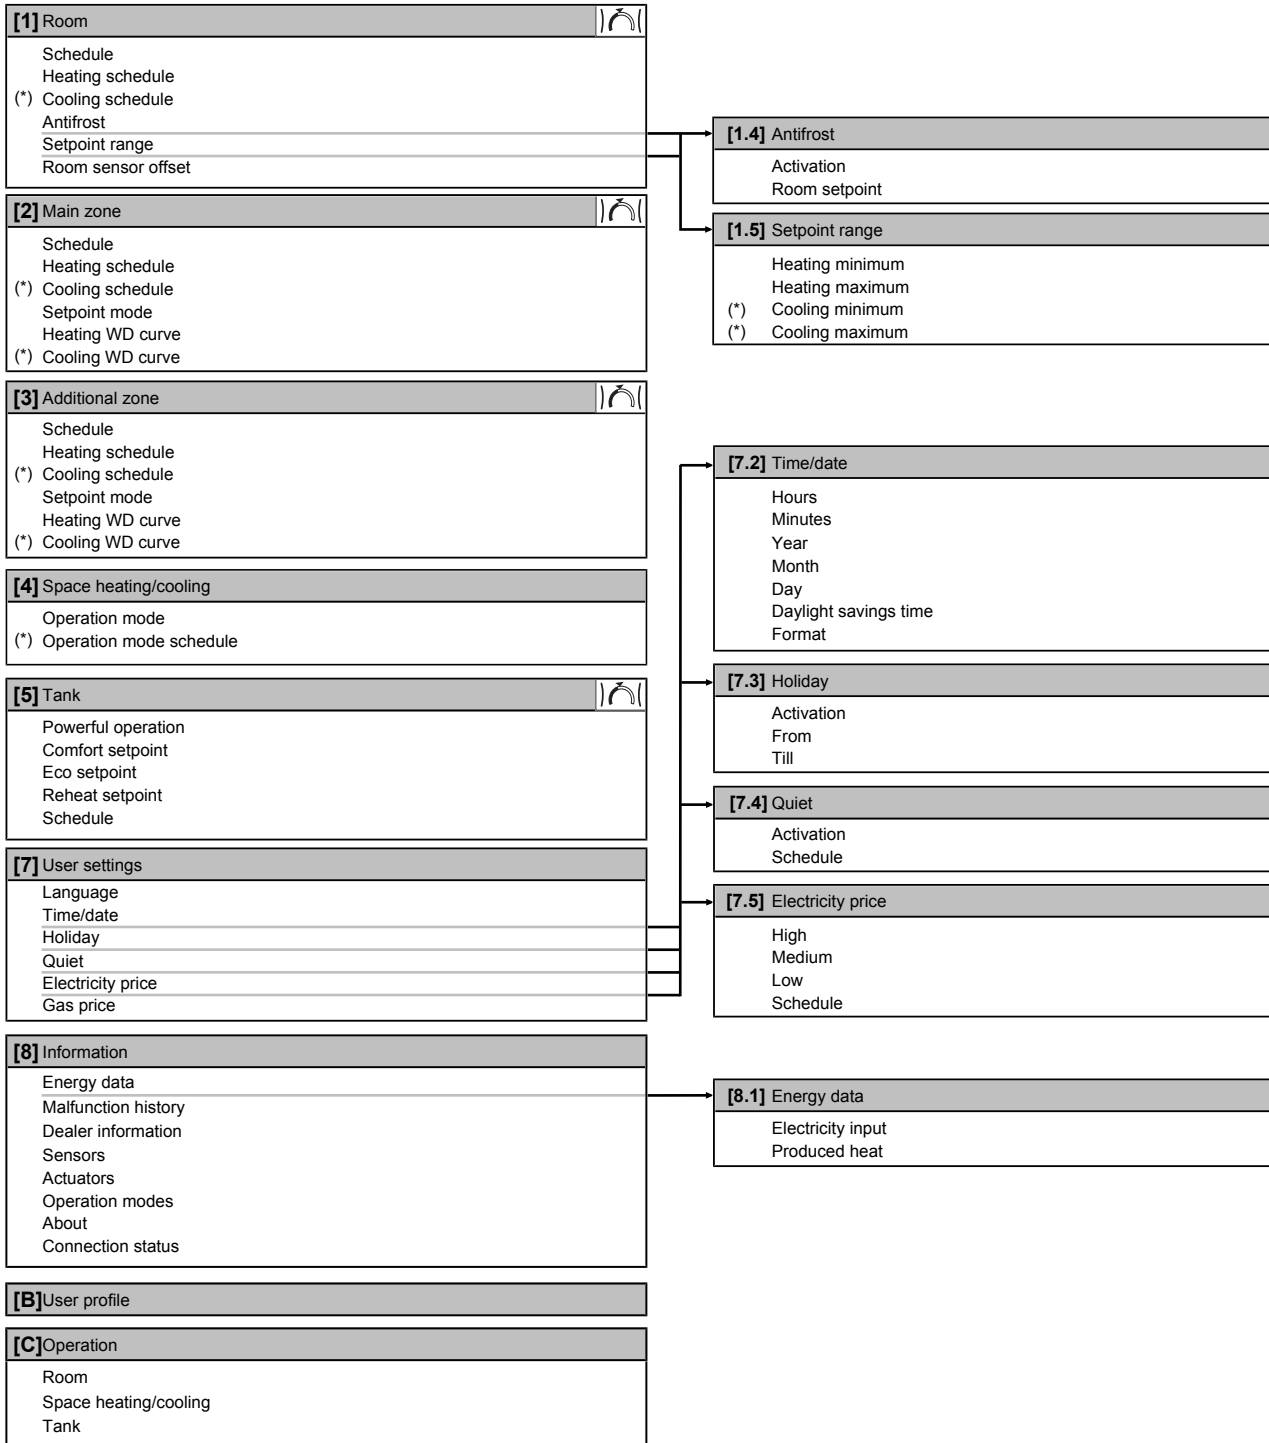 [1] Room
Schedule
Heating schedule
(*) Cooling schedule
Antifrost
Setpoint range
Room sensor offset
[2] Main zone
Schedule
Heating schedule
(*) Cooling schedule
Setpoint mode
Heating WD curve
(*) Cooling WD curve
[3] Additional zone
Schedule
Heating schedule
(*) Cooling schedule
Setpoint mode
Heating WD curve
(*) Cooling WD curve
[4] Space heating/cooling
Operation mode
(*) Operation mode schedule
[5] Tank
Powerful operation
Comfort setpoint
Eco setpoint
Reheat setpoint
Schedule
[7] User settings
Language
Time/date
Holiday
Quiet
Electricity price
Gas price
[8] Information
Energy data
Malfunction history
Dealer information
Sensors
Actuators
Operation modes
About
Connection status
[B] User profile
[C] Operation
Room
Space heating/cooling
Tank
[1.4] Antifrost
Activation
Room setpoint
[1.5] Setpoint range
Heating minimum
Heating maximum
(*) Cooling minimum
(*) Cooling maximum
[7.2] Time/date
Hours
Minutes
Year
Month
Day
Daylight savings time
Format
[7.3] Holiday
Activation
From
Till
[7.4] Quiet
Activation
Schedule
[7.5] Electricity price
High
Medium
Low
Schedule
[8.1] Energy data
Electricity input
Produced heat